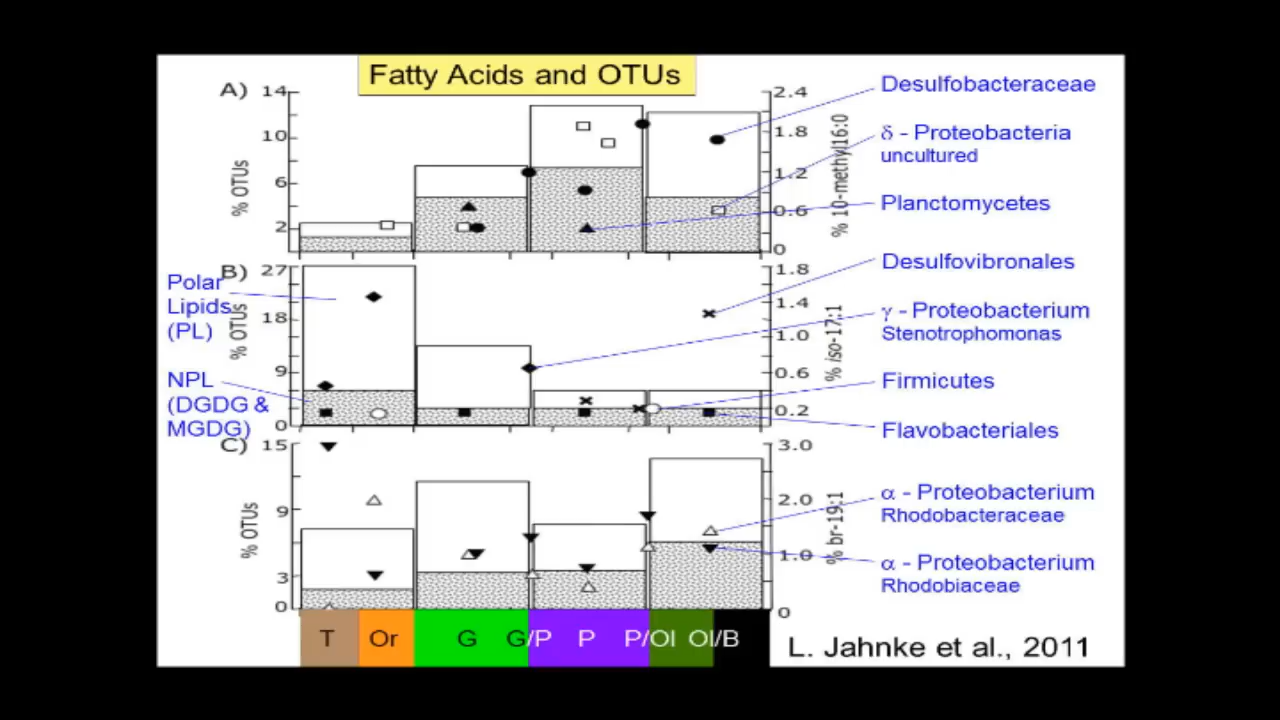 Fatty Acids and OTUs
A)
14
10
6
2
% OTUs
2.4
1.8
1.2
0.6
0
% 10-methyl16:0
Desulfobacteraceae
δ - Proteobacteria
uncultured
Planctomycetes
B)
27
18
9
0
% OTUs
1.8
1.4
1.0
0.6
0.2
% iso-17:1
Polar
Lipids
(PL)
NPL
(DGDG &
MGDG)
Desulfovibronales
γ - Proteobacterium
Stenotrophomonas
Firmicutes
Flavobacteriales
C)
15
9
3
0
% OTUs
3.0
2.0
1.0
0
% br-19:1
α - Proteobacterium
Rhodobacteraceae
α - Proteobacterium
Rhodobiaceae
T Or G G/P P P/Ol Ol/B
L. Jahnke et al., 2011